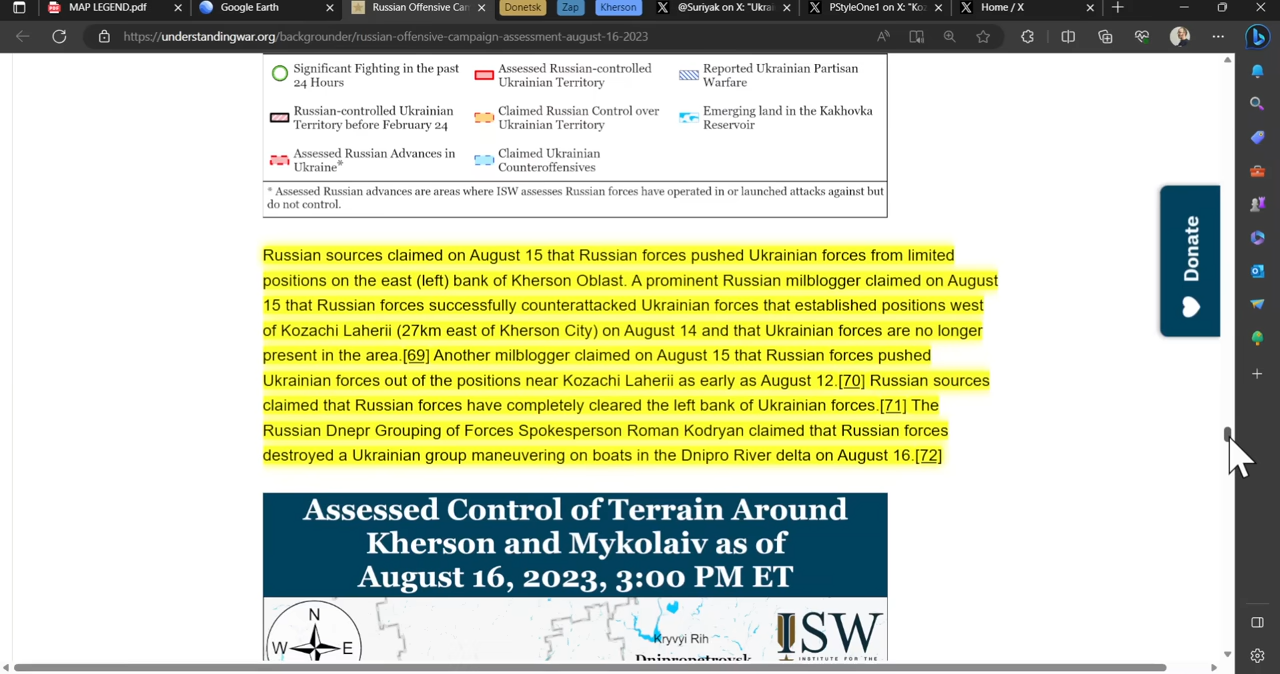 MAP LEGEND.pdf
Google Earth
Russian Offensive Can
Donetsk
Zap
Kherson
@Suriyak on X: "Ukrai
PStyleOne1 on X: "Koz
Home / X
https://understandingwar.org/backgrounder/russian-offensive-campaign-assessment-august-16-2023
Significant Fighting in the past
24 Hours
Assessed Russian-controlled
Ukrainian Territory
Reported Ukrainian Partisan
Warfare
Russian-controlled Ukrainian
Territory before February 24
Claimed Russian Control over
Ukrainian Territory
Emerging land in the Kakhovka
Reservoir
Assessed Russian Advances in
Ukraine*
Claimed Ukrainian
Counteroffensives
* Assessed Russian advances are areas where ISW assesses Russian forces have operated in or launched attacks against but
do not control.
Donate
Russian sources claimed on August 15 that Russian forces pushed Ukrainian forces from limited
positions on the east (left) bank of Kherson Oblast. A prominent Russian milblogger claimed on August
15 that Russian forces successfully counterattacked Ukrainian forces that established positions west
of Kozachi Laherii (27km east of Kherson City) on August 14 and that Ukrainian forces are no longer
present in the area.[69] Another milblogger claimed on August 15 that Russian forces pushed
Ukrainian forces out of the positions near Kozachi Laherii as early as August 12.[70] Russian sources
claimed that Russian forces have completely cleared the left bank of Ukrainian forces.[71] The
Russian Dnepr Grouping of Forces Spokesperson Roman Kodryan claimed that Russian forces
destroyed a Ukrainian group maneuvering on boats in the Dnipro River delta on August 16.[72]
Assessed Control of Terrain Around
Kherson and Mykolaiv as of
August 16, 2023, 3:00 PM ET
N
W
E
Kryvyi Rih
Dnipropetrovsk
ISW
INSTITUTE FOR THE